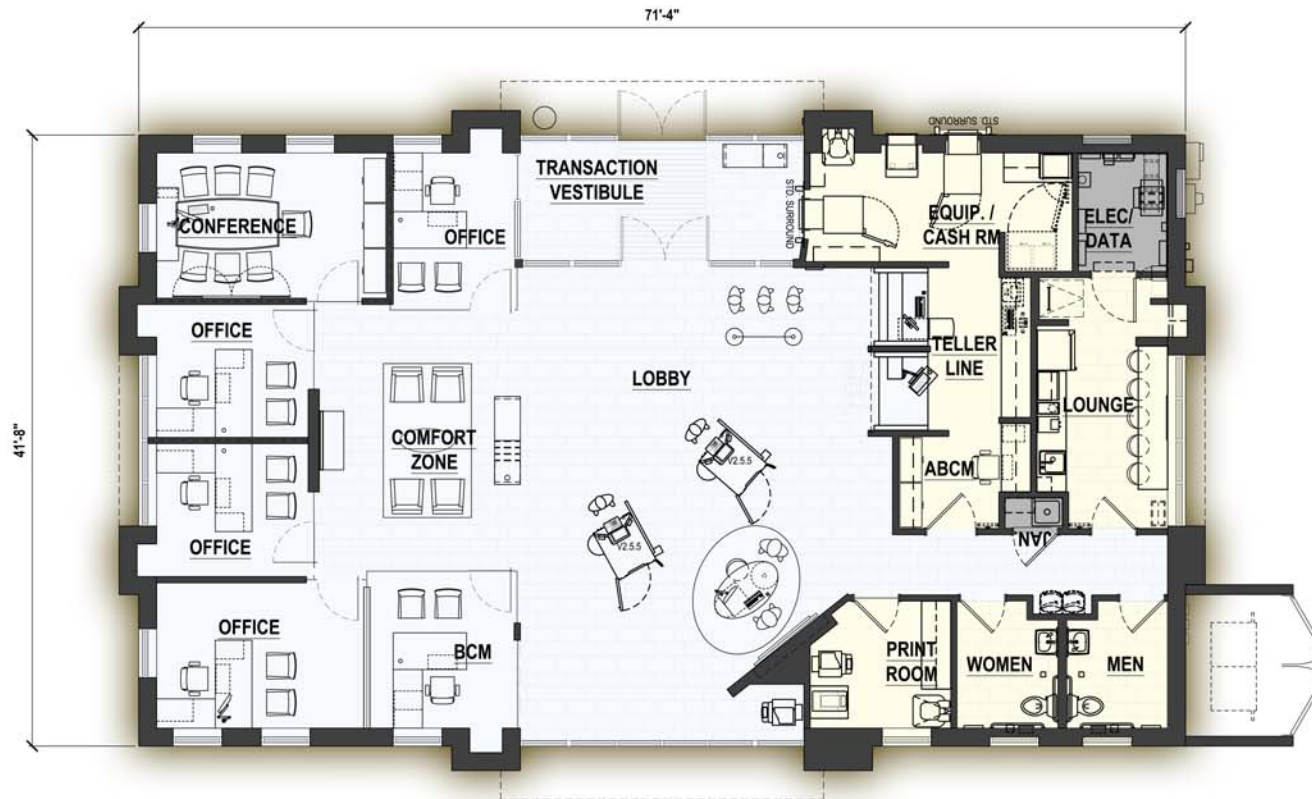 71'-4"
41'-8"
STD. SURROUND
TRANSACTION
VESTIBULE
STD. SURROUND
CONFERENCE
OFFICE
EQUIP. /
CASH RM
ELEC/
DATA
OFFICE
TELLER
LINE
LOBBY
LOUNGE
COMFORT
ZONE
V2.5.5
ABCM
OFFICE
V2.5.5
JAN
OFFICE
BCM
PRINT
ROOM
WOMEN
MEN